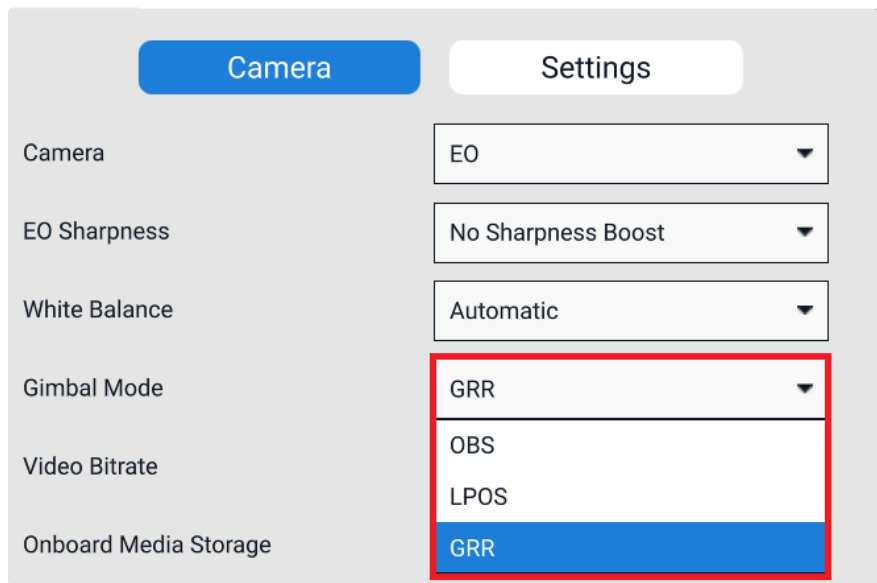 Camera Settings
Camera EO
EO Sharpness No Sharpness Boost
White Balance Automatic
Gimbal Mode GRR
OBS
Video Bitrate
LPOS
Onboard Media Storage GRR